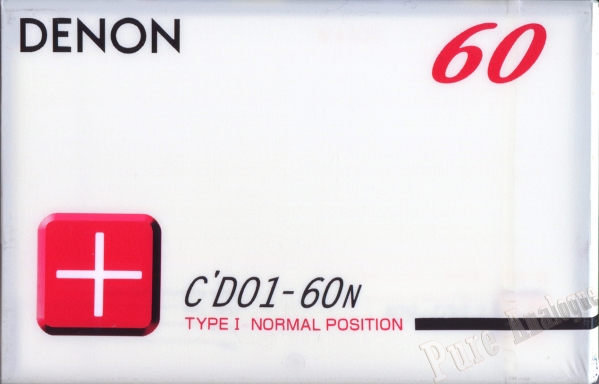 DENON
60
C'D01-60N
TYPE I NORMAL POSITION
Pure Analogue